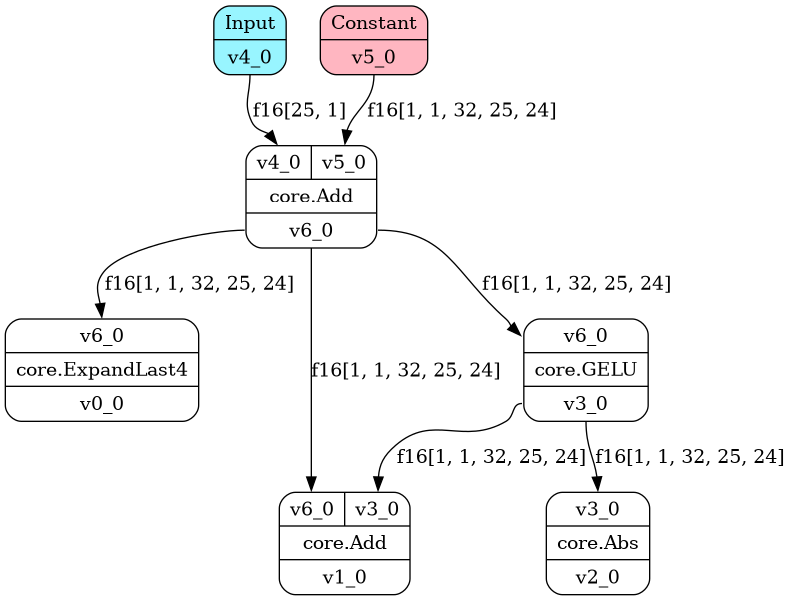 Input
v4_0
Constant
v5_0
f16[25, 1]
f16[1, 1, 32, 25, 24]
v4_0
v5_0
core.Add
v6_0
f16[1, 1, 32, 25, 24]
f16[1, 1, 32, 25, 24]
v6_0
core.ExpandLast4
v0_0
f16[1, 1, 32, 25, 24]
v6_0
core.GELU
v3_0
f16[1, 1, 32, 25, 24]
f16[1, 1, 32, 25, 24]
v6_0
v3_0
core.Add
v1_0
v3_0
core.Abs
v2_0